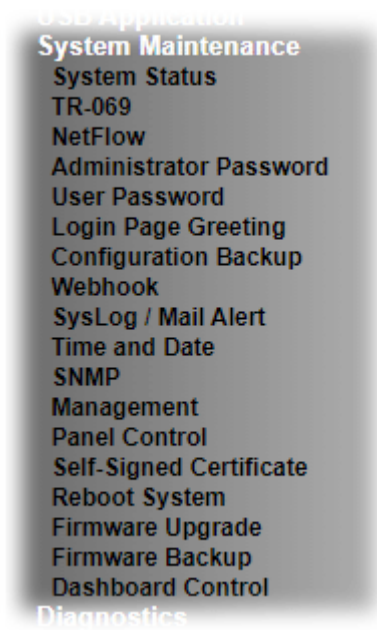 USB Application
System Maintenance
System Status
TR-069
NetFlow
Administrator Password
User Password
Login Page Greeting
Configuration Backup
Webhook
SysLog / Mail Alert
Time and Date
SNMP
Management
Panel Control
Self-Signed Certificate
Reboot System
Firmware Upgrade
Firmware Backup
Dashboard Control
Diagnostics